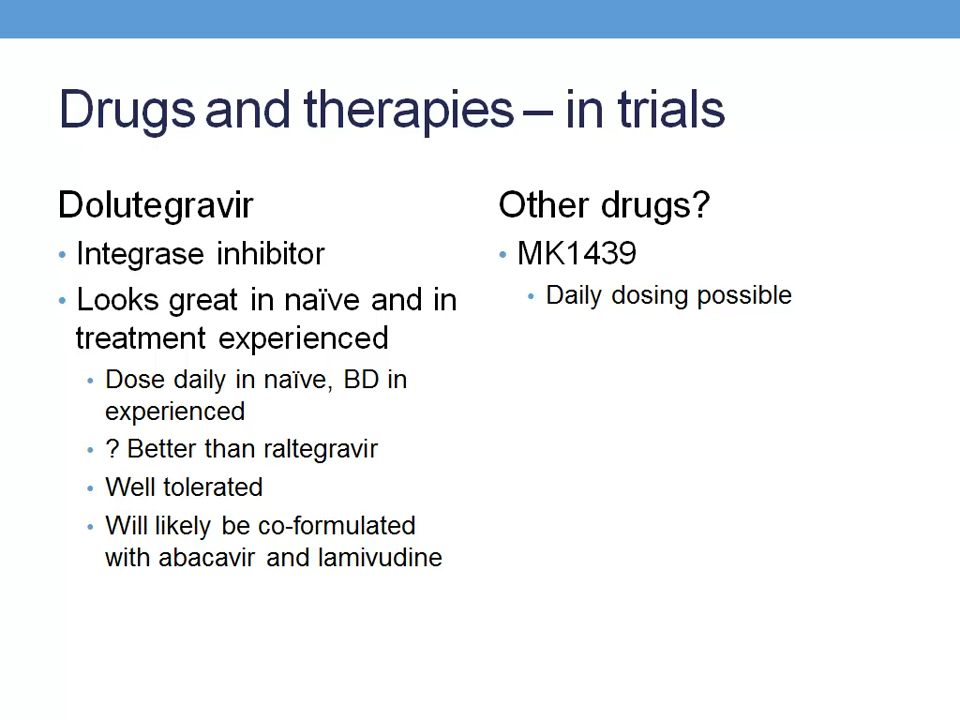 Drugs and therapies – in trials
Dolutegravir
• Integrase inhibitor
• Looks great in naïve and in
treatment experienced
• Dose daily in naïve, BD in
experienced
• ? Better than raltegravir
• Well tolerated
• Will likely be co-formulated
with abacavir and lamivudine
Other drugs?
• MK1439
• Daily dosing possible